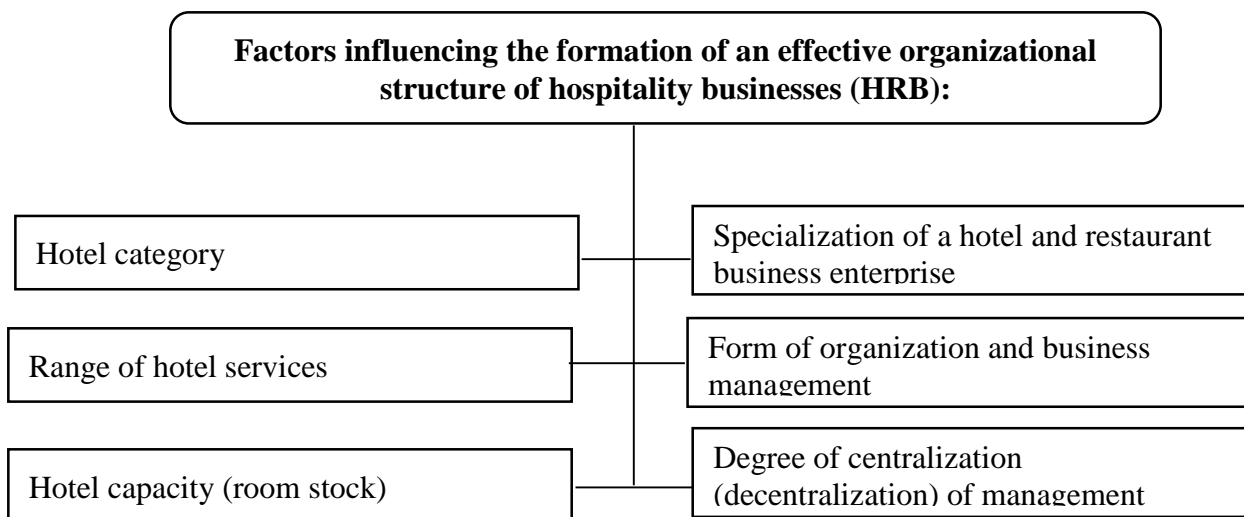 Factors influencing the formation of an effective organizational
structure of hospitality businesses (HRB):
Hotel category
Specialization of a hotel and restaurant
business enterprise
Range of hotel services
Form of organization and business
management
Hotel capacity (room stock)
Degree of centralization
(decentralization) of management